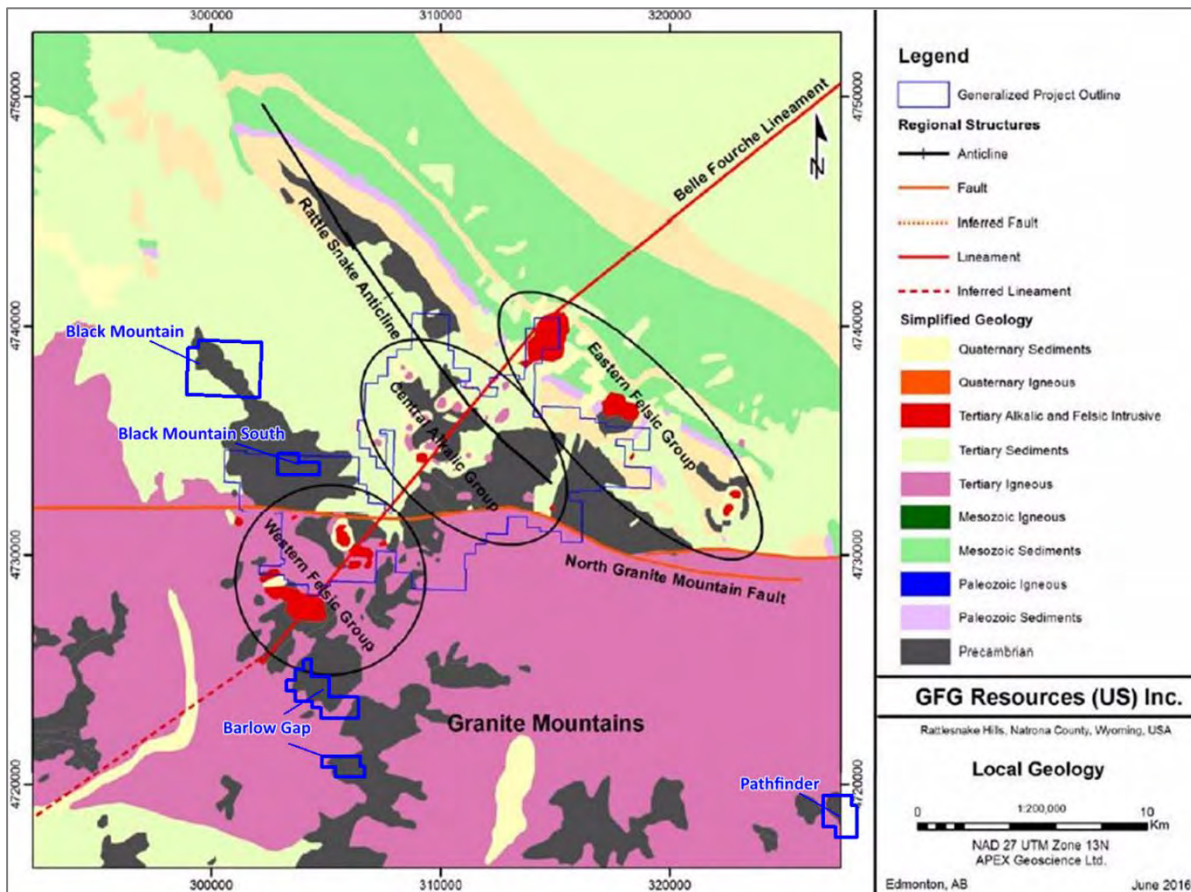 300000
310000
320000
4750000
4740000
4730000
4720000
4750000
4740000
4730000
4720000
300000
310000
320000
N
Belle Fourche Lineament
Rattle Snake Anticline
Black Mountain
Black Mountain South
Central Alkalic Group
Eastern Felsic Group
Western Felsic Group
North Granite Mountain Fault
Barlow Gap
Granite Mountains
Pathfinder
Legend
Generalized Project Outline
Regional Structures
Anticline
Fault
Inferred Fault
Lineament
Inferred Lineament
Simplified Geology
Quaternary Sediments
Quaternary Igneous
Tertiary Alkalic and Felsic Intrusive
Tertiary Sediments
Tertiary Igneous
Mesozoic Igneous
Mesozoic Sediments
Paleozoic Igneous
Paleozoic Sediments
Precambrian
GFG Resources (US) Inc.
Rattlesnake Hills, Natrona County, Wyoming, USA
Local Geology
0 1:200,000 10
Km
NAD 27 UTM Zone 13N
APEX Geoscience Ltd.
Edmonton, AB June 2016